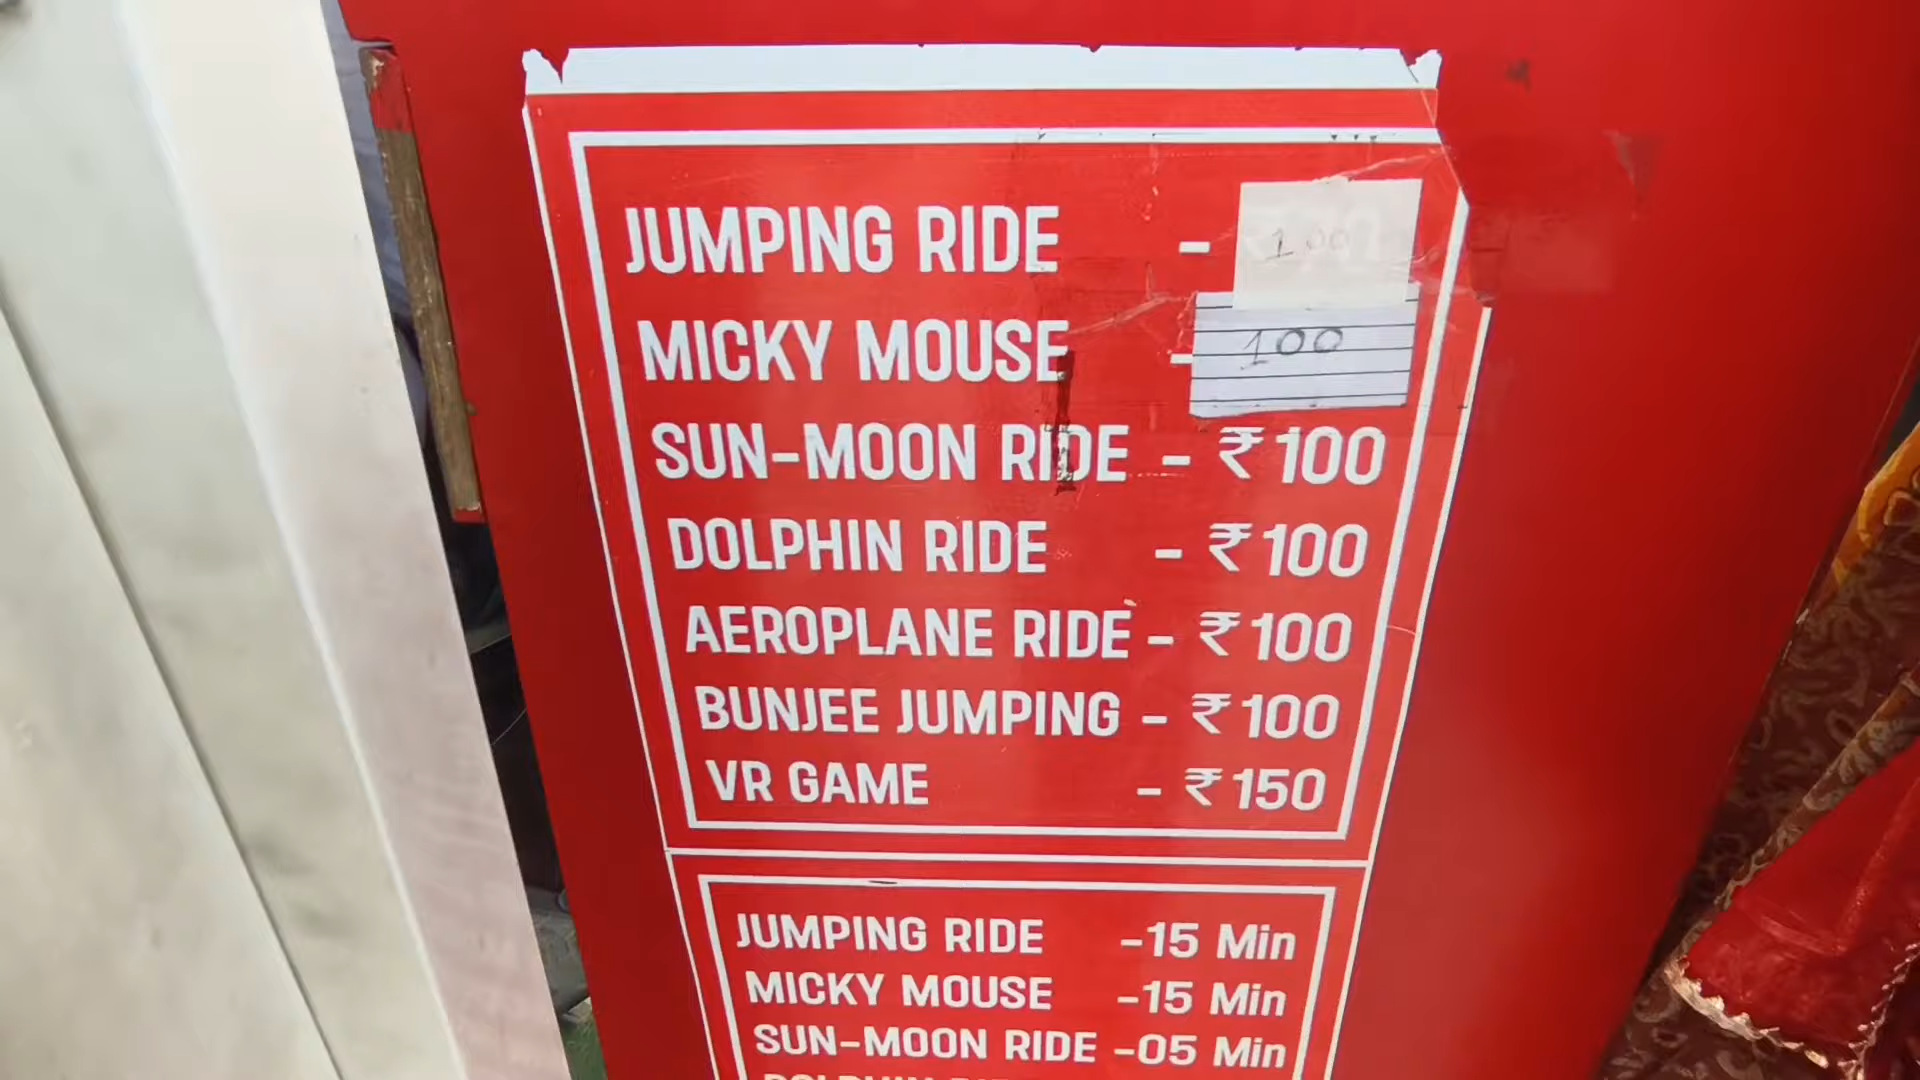 JUMPING RIDE - 100
MICKY MOUSE - 100
SUN-MOON RIDE - ₹100
DOLPHIN RIDE - ₹100
AEROPLANE RIDE - ₹100
BUNJEE JUMPING - ₹100
VR GAME - ₹150
JUMPING RIDE -15 Min
MICKY MOUSE -15 Min
SUN-MOON RIDE -05 Min